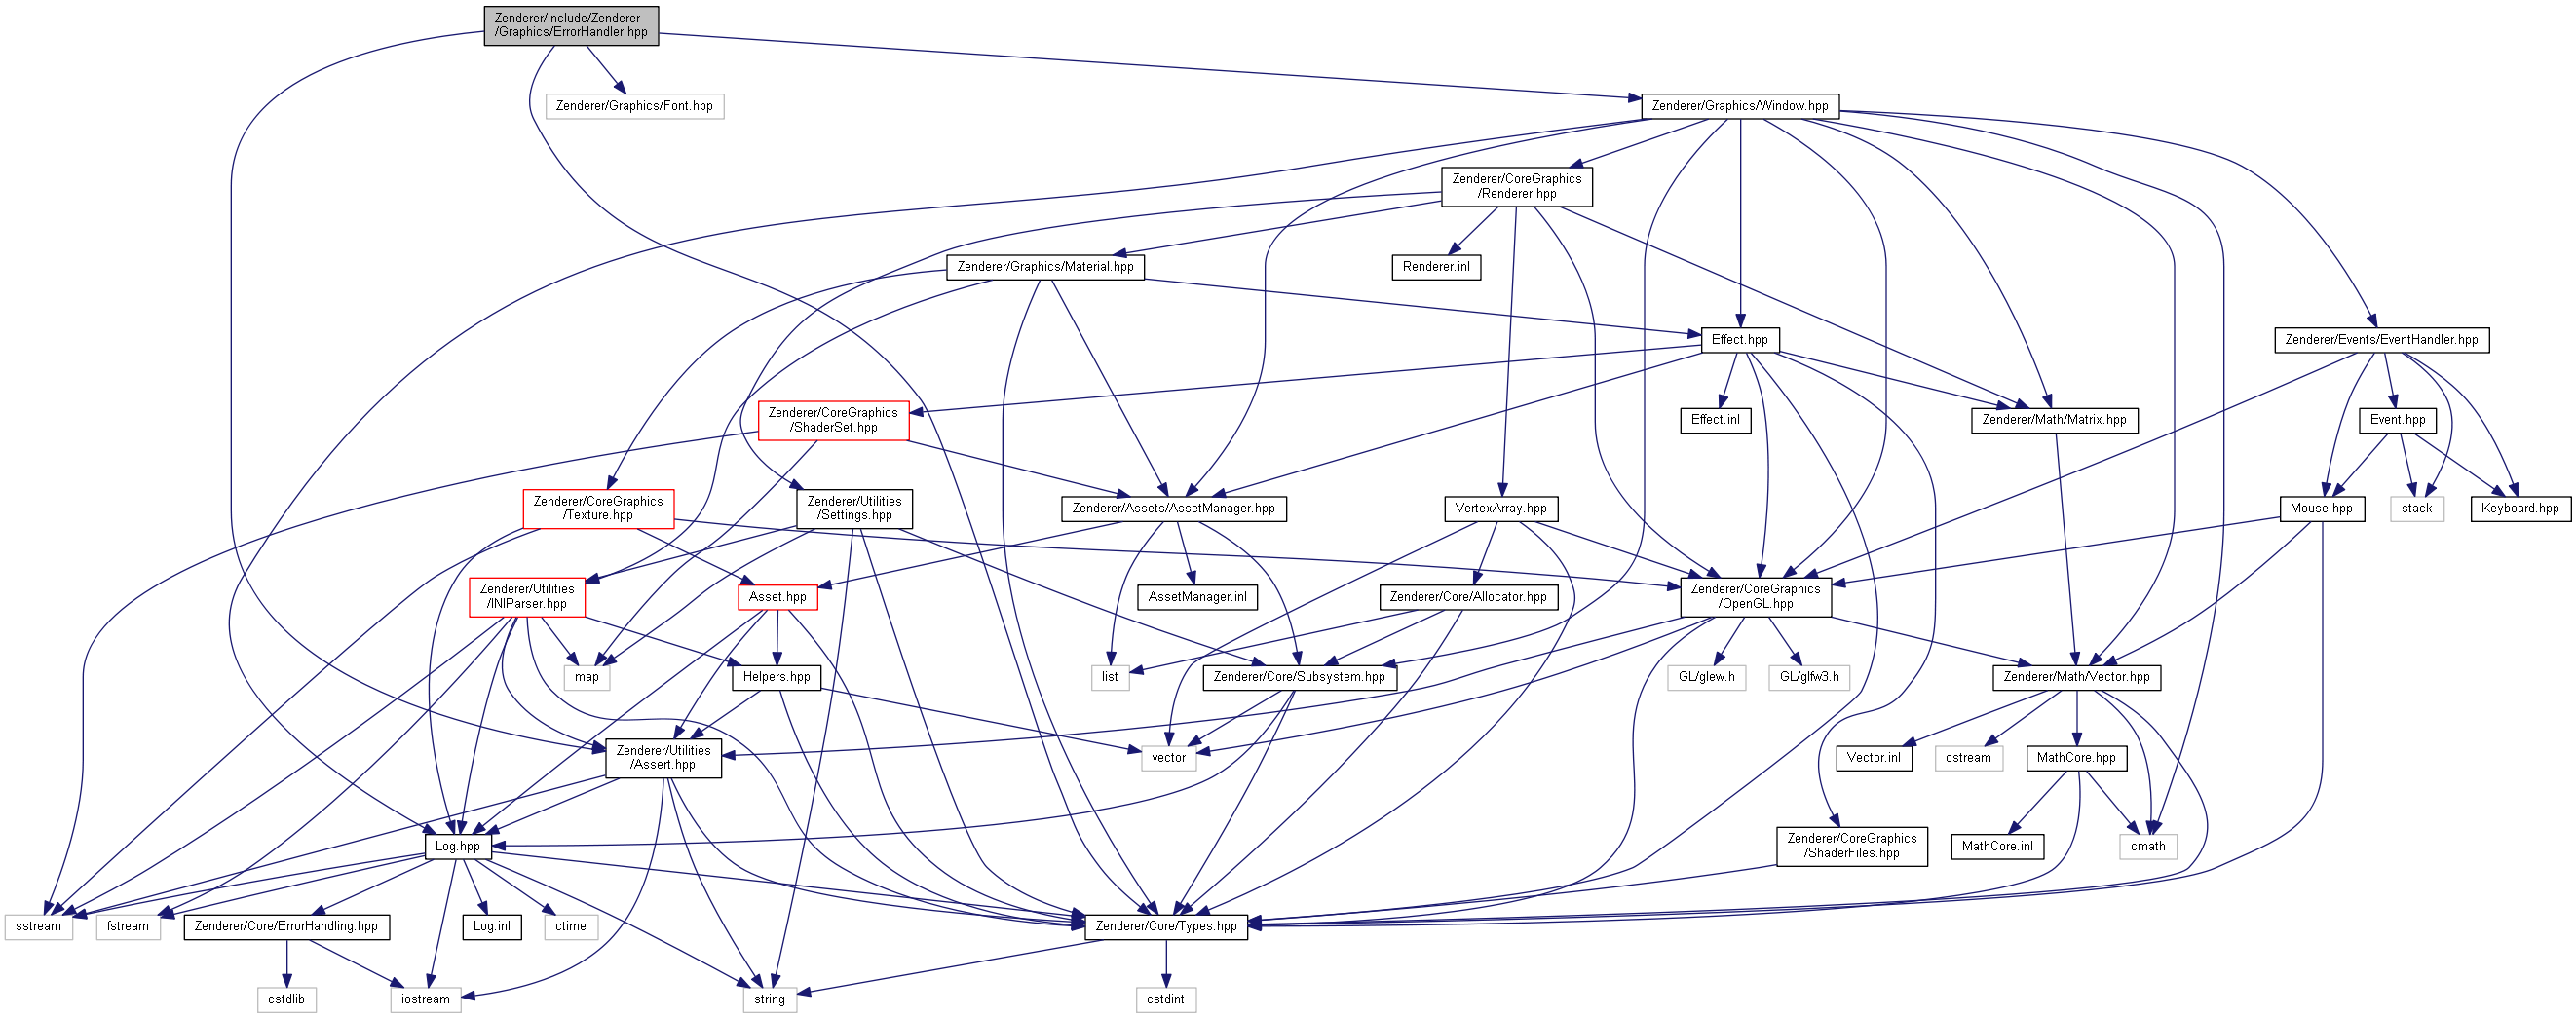 Zenderer/include/Zenderer
/Graphics/ErrorHandler.hpp
Zenderer/Graphics/Font.hpp
Zenderer/Graphics/Window.hpp
Zenderer/CoreGraphics
/Renderer.hpp
Zenderer/Graphics/Material.hpp
Renderer.inl
Effect.hpp
Zenderer/Events/EventHandler.hpp
Zenderer/CoreGraphics
/ShaderSet.hpp
Effect.inl
Zenderer/Math/Matrix.hpp
Event.hpp
Zenderer/CoreGraphics
/Texture.hpp
Zenderer/Utilities
/Settings.hpp
Zenderer/Assets/AssetManager.hpp
VertexArray.hpp
Mouse.hpp
stack
Keyboard.hpp
Zenderer/Utilities
/INIParser.hpp
Asset.hpp
AssetManager.inl
Zenderer/Core/Allocator.hpp
Zenderer/CoreGraphics
/OpenGL.hpp
map
Helpers.hpp
list
Zenderer/Core/Subsystem.hpp
GL/glew.h
GL/glfw3.h
Zenderer/Math/Vector.hpp
Zenderer/Utilities
/Assert.hpp
vector
Vector.inl
ostream
MathCore.hpp
Log.hpp
Zenderer/CoreGraphics
/ShaderFiles.hpp
MathCore.inl
cmath
sstream
fstream
Zenderer/Core/ErrorHandling.hpp
Log.inl
ctime
Zenderer/Core/Types.hpp
cstdlib
iostream
string
cstdint